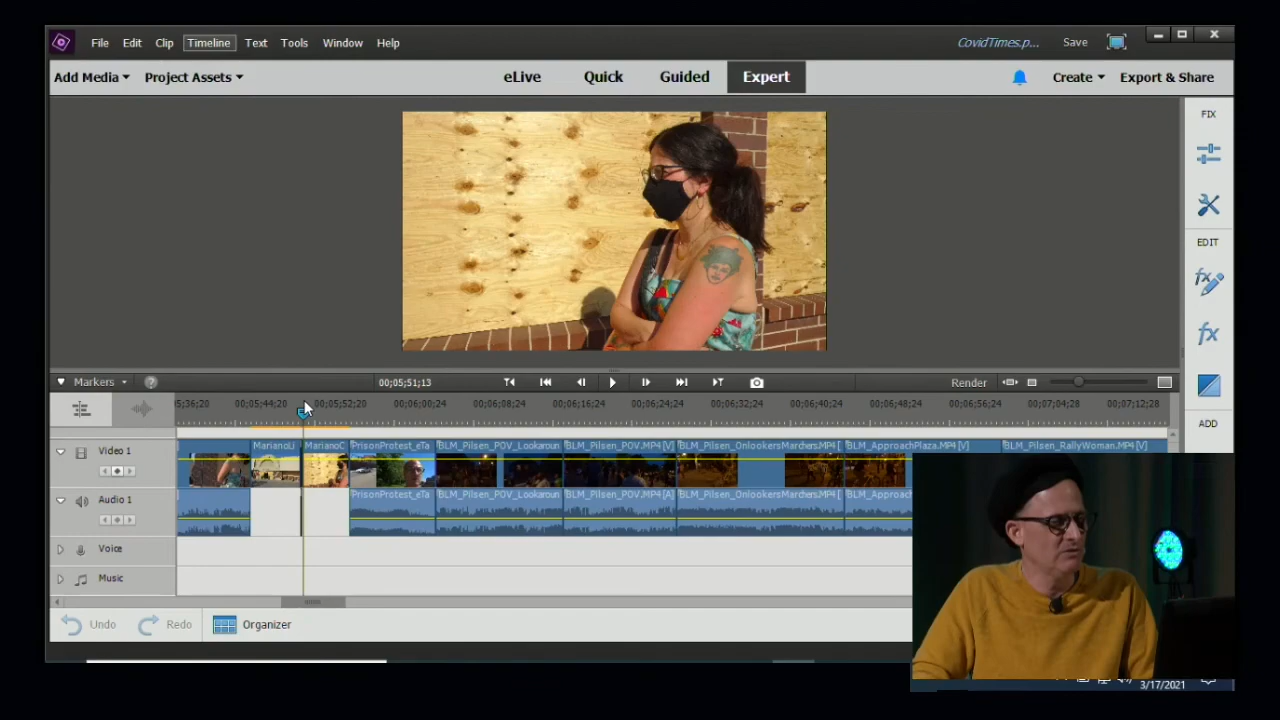 File Edit Clip Timeline Text Tools Window Help CovidTimes.p... Save
Add Media Project Assets eLive Quick Guided Expert Create Export & Share
FIX
EDIT
ADD
Markers 00;05;51;13 Render
5;36;20 00;05;44;20 00;05;52;20 00;06;00;24 00;06;08;24 00;06;16;24 00;06;24;24 00;06;32;24 00;06;40;24 00;06;48;24 00;06;56;24 00;07;04;28 00;07;12;28
Video 1 MarianoLi MarianoC PrisonProtest_eTa BLM_Pilsen_POV_Lookaroun BLM_Pilsen_POV.MP4 [V] BLM_Pilsen_OnlookersMarchers.MP4 [ BLM_ApproachPlaza.MP4 [V] BLM_Pilsen_RallyWoman.MP4 [V]
Audio 1 PrisonProtest_eTa BLM_Pilsen_POV_Lookaroun BLM_Pilsen_POV.MP4 [A] BLM_Pilsen_OnlookersMarchers.MP4 [ BLM_Approach
Voice
Music
Undo Redo Organizer
3/17/2021